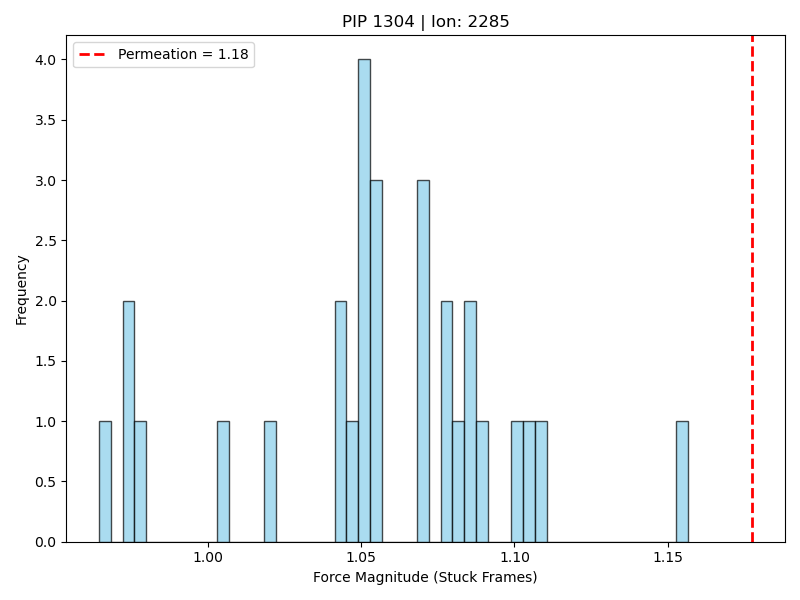 PIP 1304 | Ion: 2285
Permeation = 1.18
4.0
3.5
3.0
2.5
2.0
1.5
1.0
0.5
0.0
Frequency
1.00 1.05 1.10 1.15
Force Magnitude (Stuck Frames)